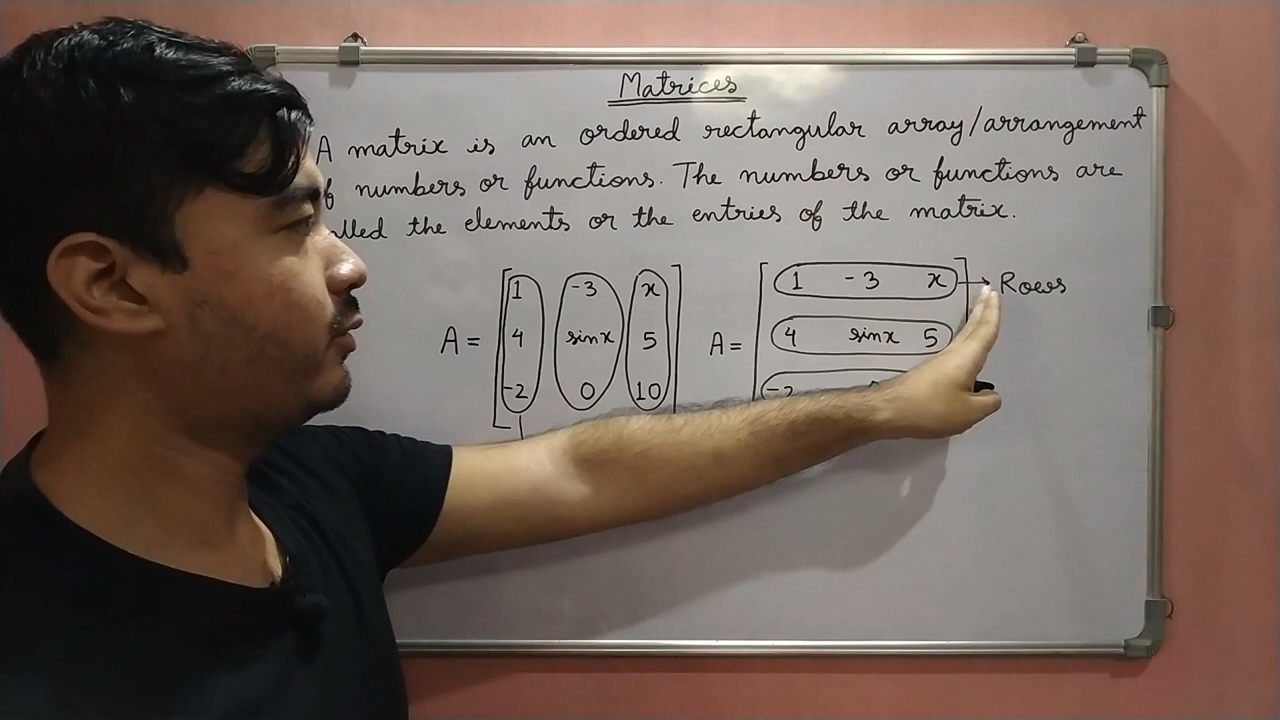 Matrices
A matrix is an ordered rectangular array/arrangement
numbers or functions. The numbers or functions are
the elements or the entries of the matrix.
1 -3 x 1 -3 x → Rows
A = 4 sinx 5 A = 4 sinx 5
-2 0 10 -2